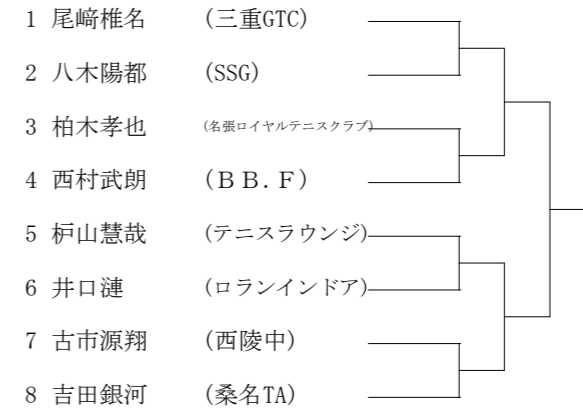 1 尾﨑椎名 (三重GTC)
2 八木陽都 (SSG)
3 柏木孝也 (名張ロイヤルテニスクラブ)
4 西村武朗 (ＢＢ.Ｆ)
5 枦山慧哉 (テニスラウンジ)
6 井口漣 (ロランインドア)
7 古市源翔 (西陵中)
8 吉田銀河 (桑名TA)